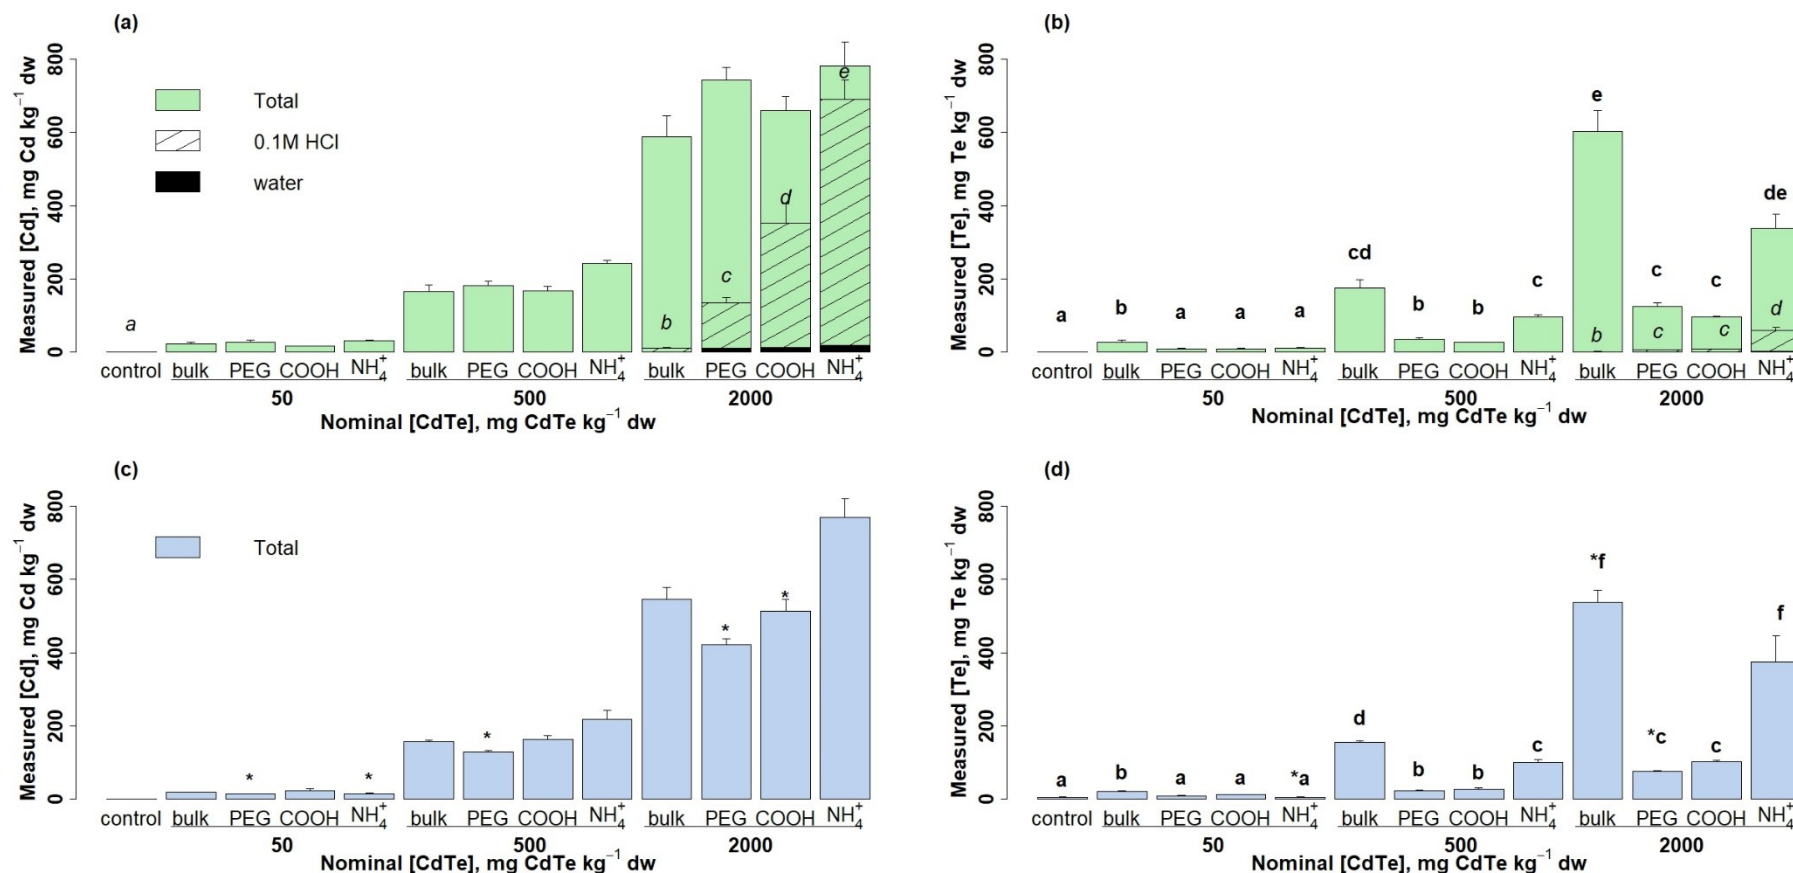 (a)
Measured [Cd], mg Cd kg⁻¹ dw
0 200 400 600 800
Total
0.1M HCl
water
a
b
c
d
e
control bulk PEG COOH NH₄⁺ bulk PEG COOH NH₄⁺ bulk PEG COOH NH₄⁺
50 500 2000
Nominal [CdTe], mg CdTe kg⁻¹ dw
(b)
Measured [Te], mg Te kg⁻¹ dw
0 200 400 600 800
a b a a a cd b b c e c c de
b c c d
control bulk PEG COOH NH₄⁺ bulk PEG COOH NH₄⁺ bulk PEG COOH NH₄⁺
50 500 2000
Nominal [CdTe], mg CdTe kg⁻¹ dw
(c)
Measured [Cd], mg Cd kg⁻¹ dw
0 200 400 600 800
Total
* * * * *
control bulk PEG COOH NH₄⁺ bulk PEG COOH NH₄⁺ bulk PEG COOH NH₄⁺
50 500 2000
Nominal [CdTe], mg CdTe kg⁻¹ dw
(d)
Measured [Te], mg Te kg⁻¹ dw
0 200 400 600 800
a b a a *a d b b c *f *c c f
control bulk PEG COOH NH₄⁺ bulk PEG COOH NH₄⁺ bulk PEG COOH NH₄⁺
50 500 2000
Nominal [CdTe], mg CdTe kg⁻¹ dw